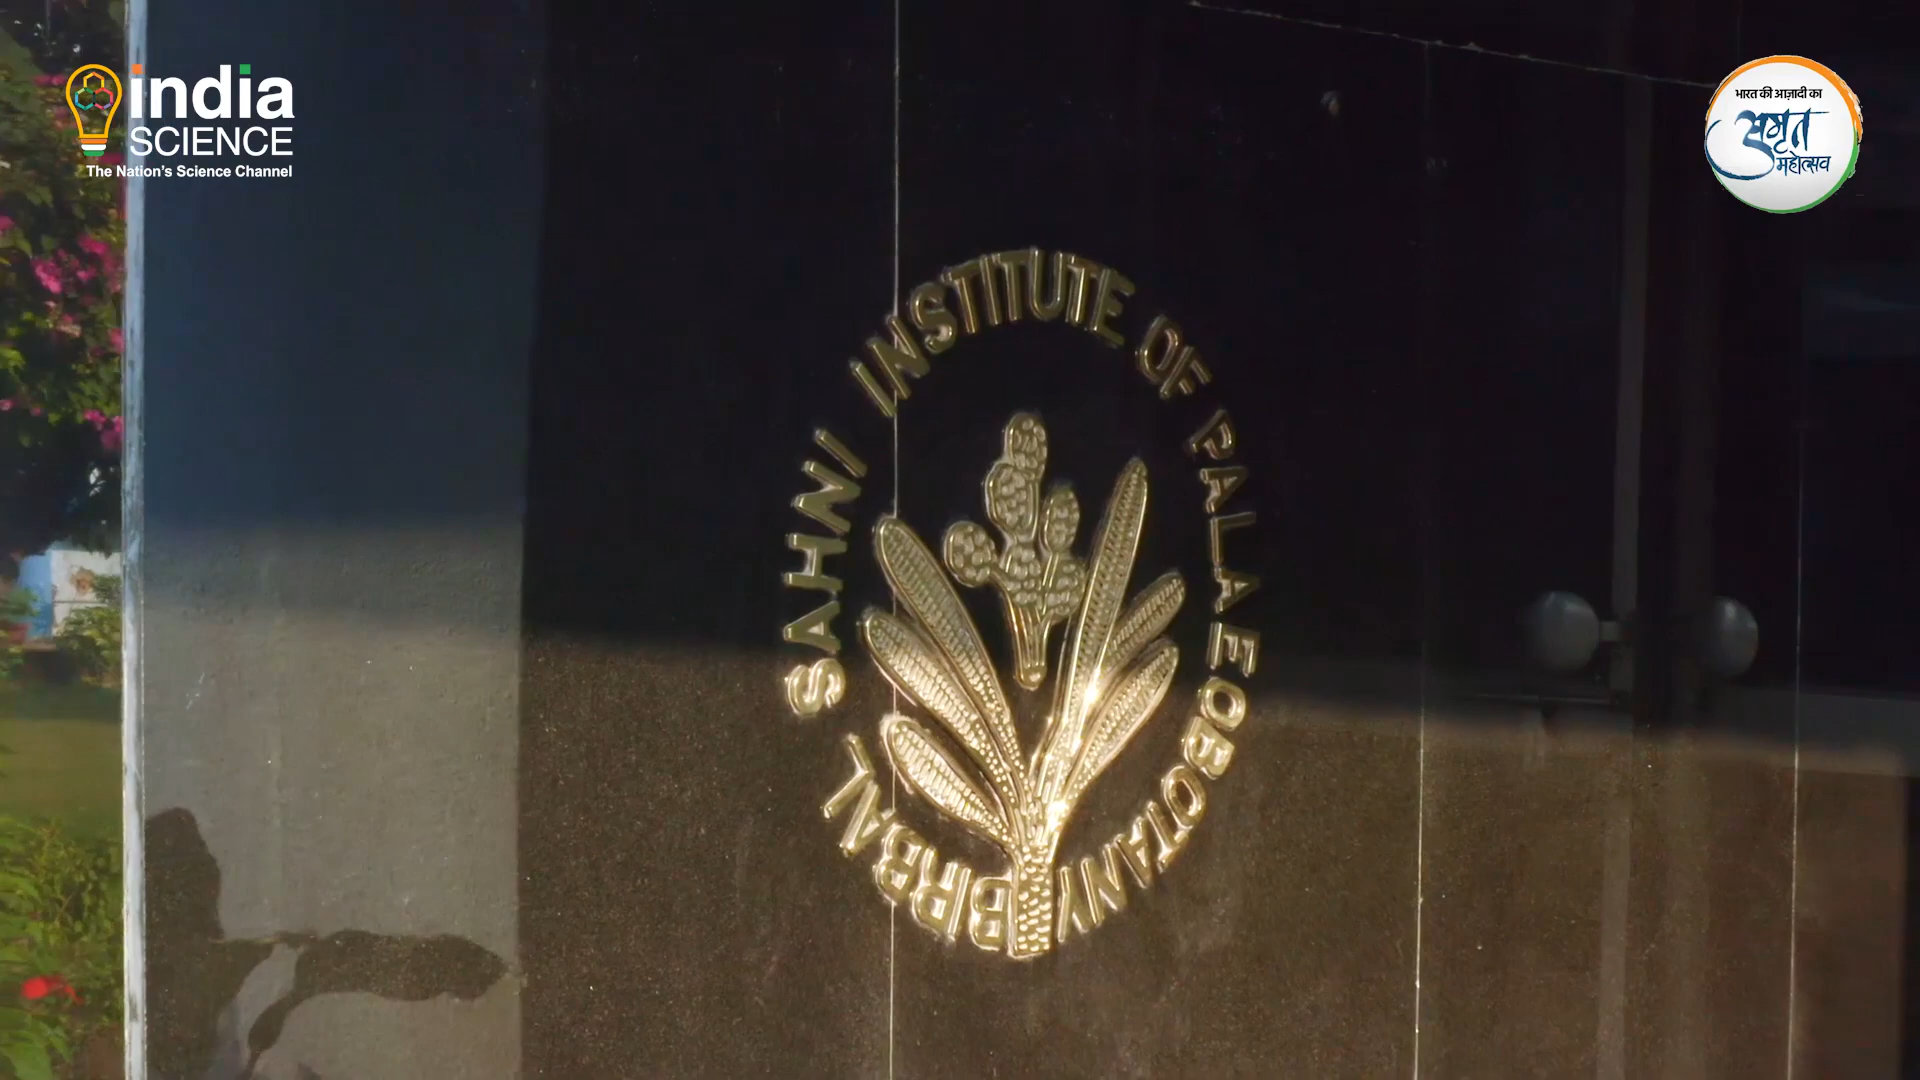 india
SCIENCE
The Nation's Science Channel
भारत की आज़ादी का
अमृत
महोत्सव
BIRBAL SAHNI INSTITUTE OF PALAEOBOTANY